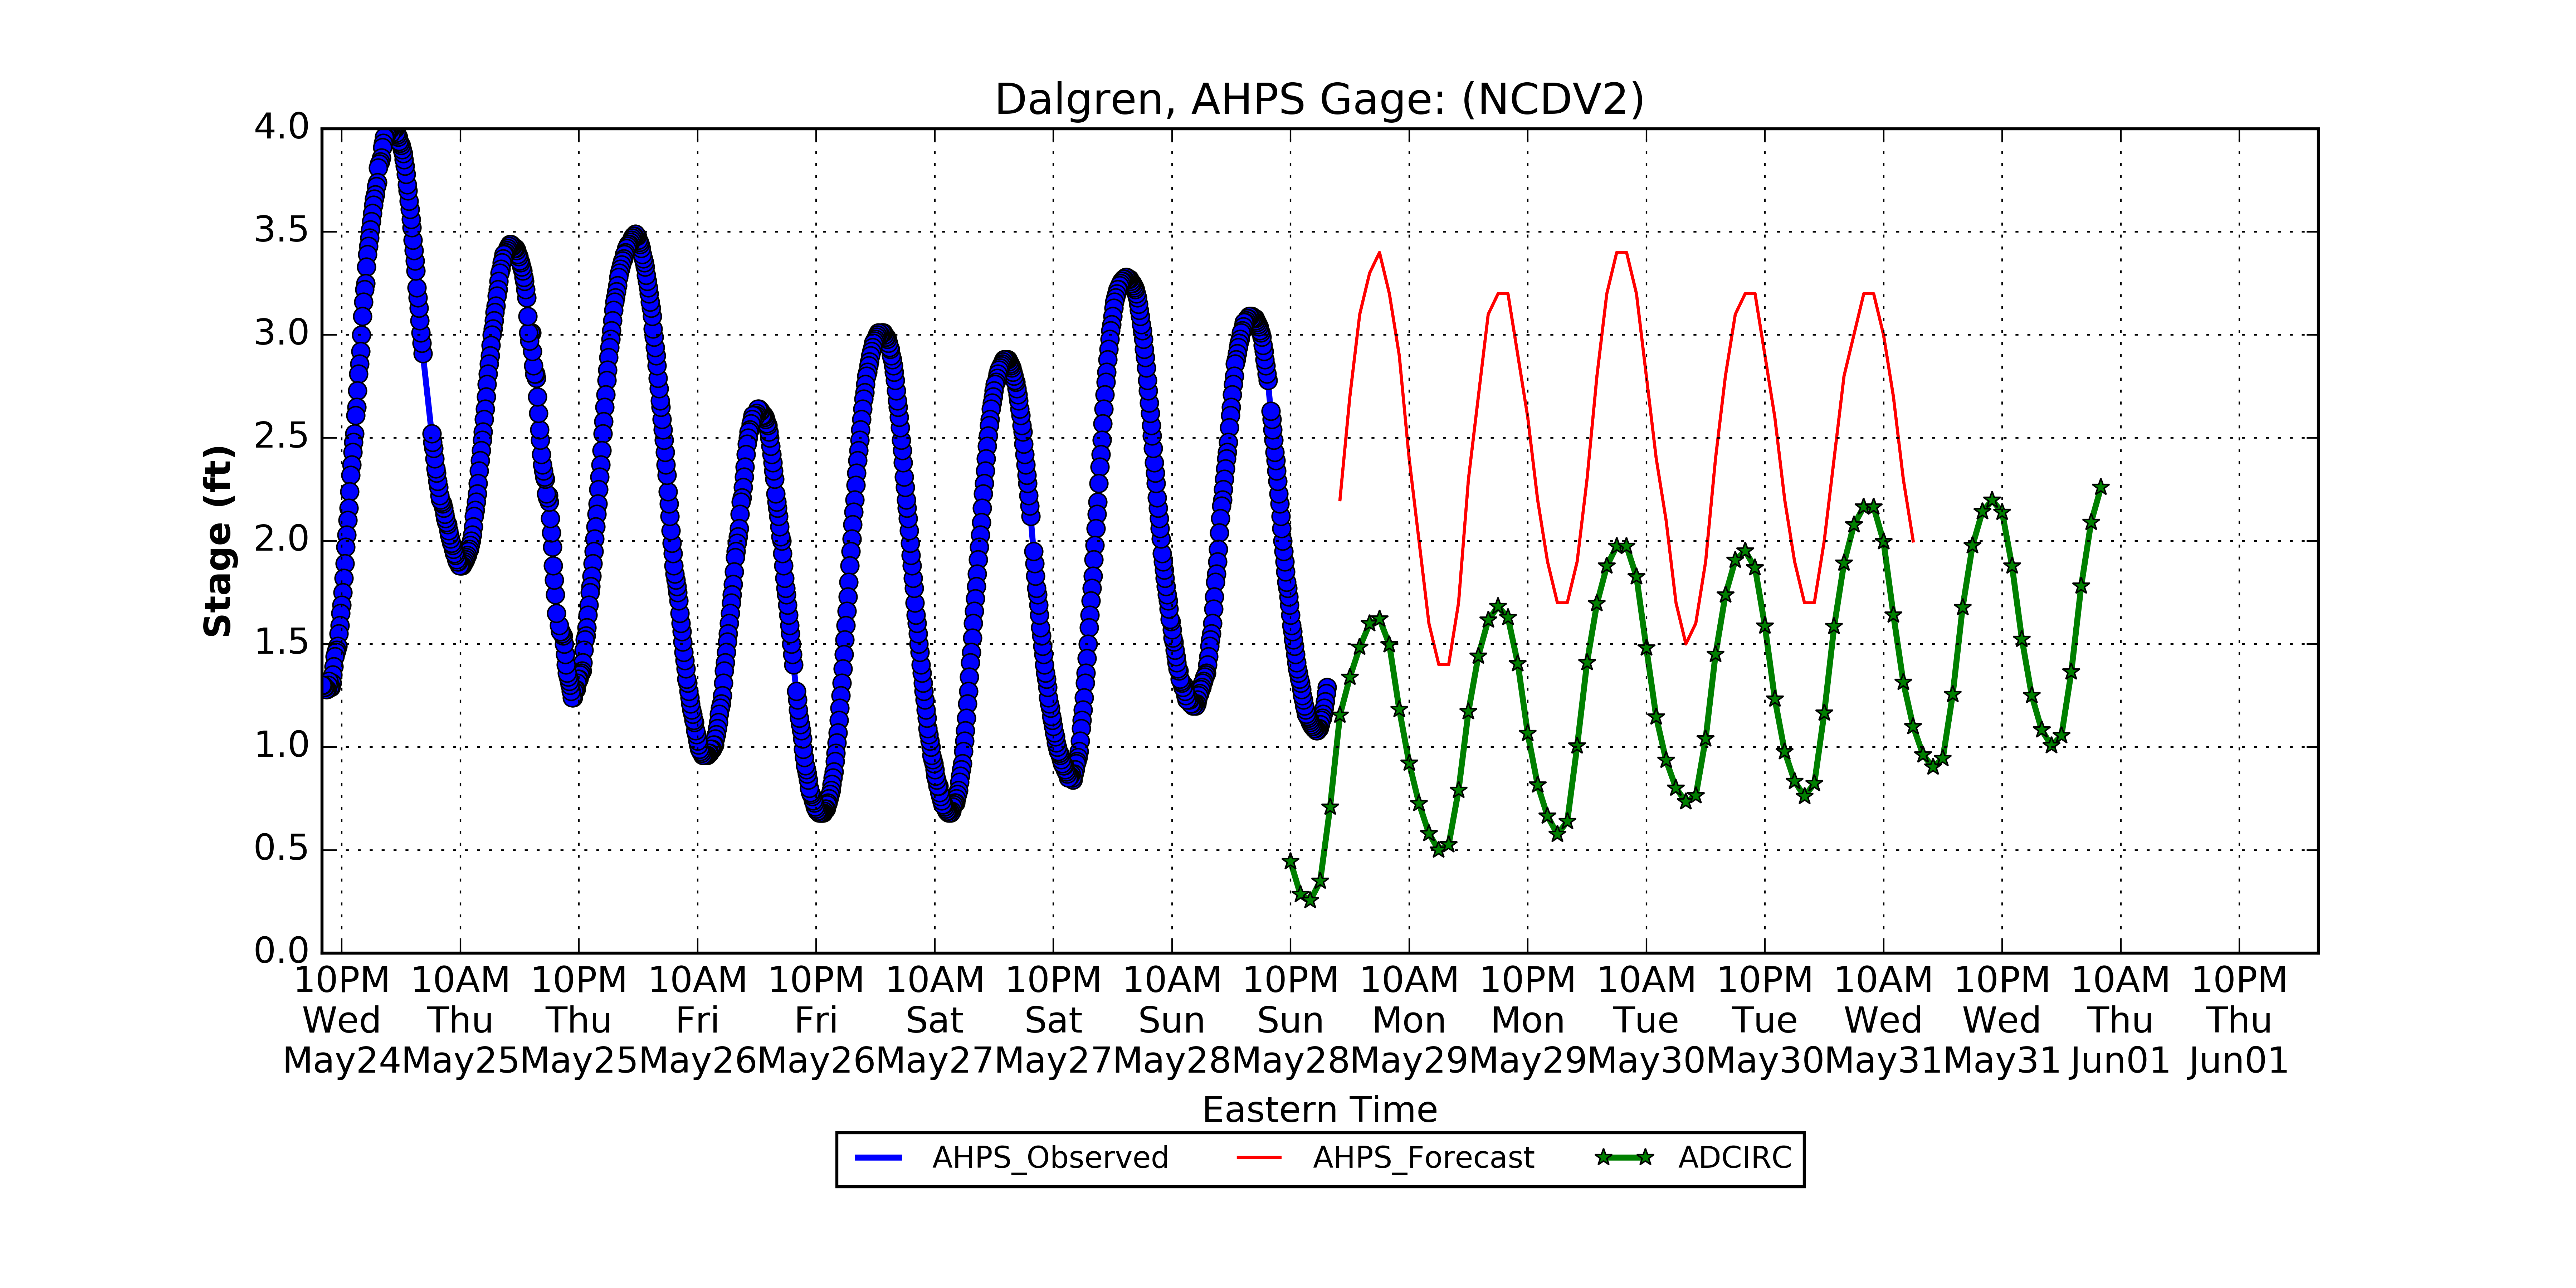 Dalgren, AHPS Gage: (NCDV2)
4.0
3.5
3.0
2.5
2.0
1.5
1.0
0.5
0.0
Stage (ft)
10PM 10AM 10PM 10AM 10PM 10AM 10PM 10AM 10PM 10AM 10PM 10AM 10PM 10AM 10PM 10AM 10PM
Wed Thu Thu Fri Fri Sat Sat Sun Sun Mon Mon Tue Tue Wed Wed Thu Thu
May24 May25 May25 May26 May26 May27 May27 May28 May28 May29 May29 May30 May30 May31 May31 Jun01 Jun01
Eastern Time
AHPS_Observed AHPS_Forecast ADCIRC